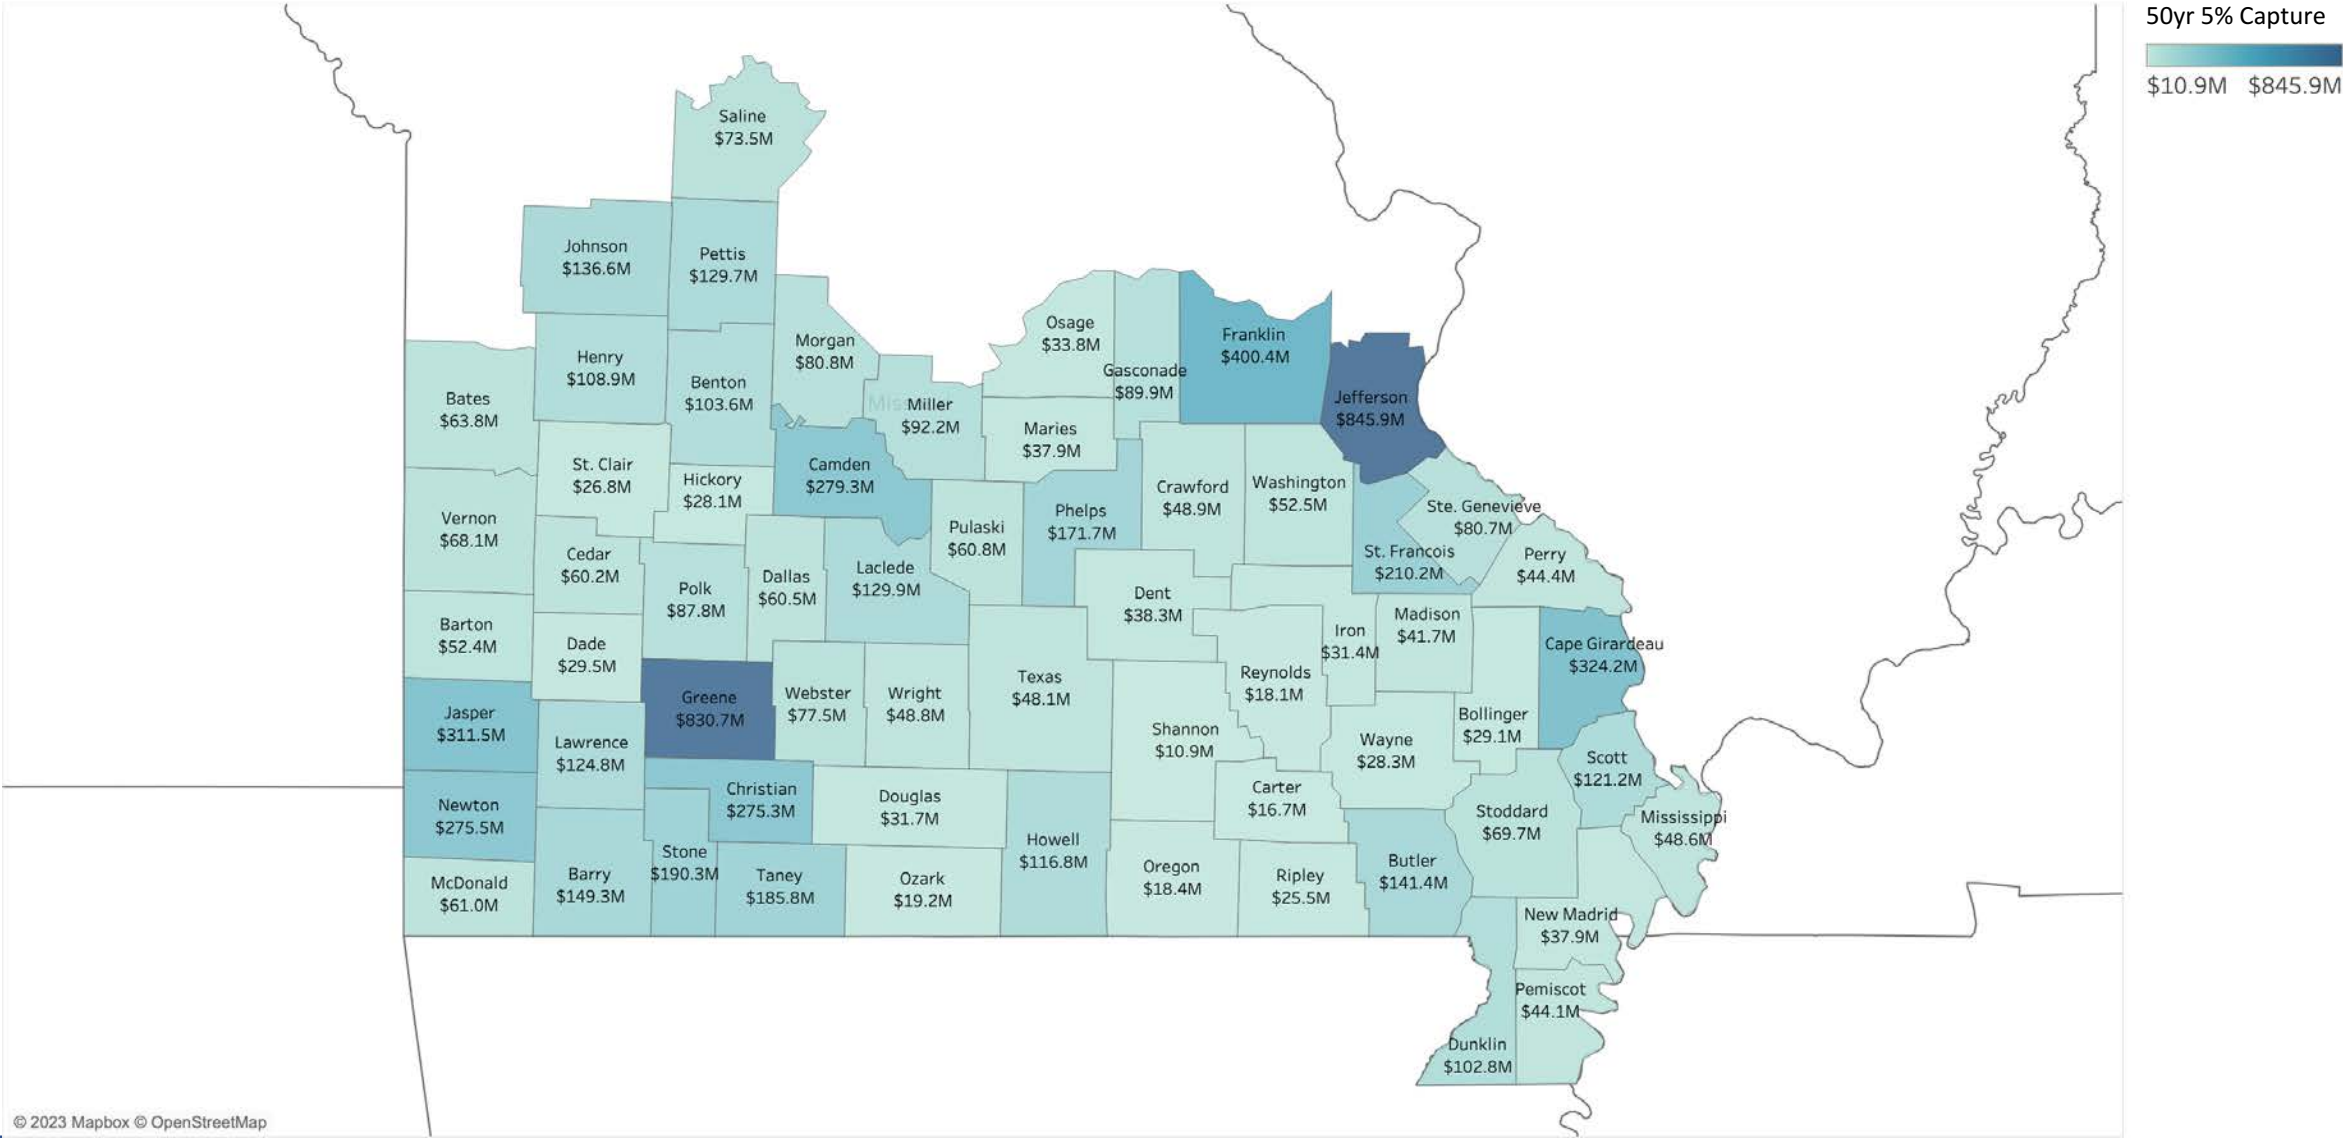 50yr 5% Capture
$10.9M $845.9M
Saline
$73.5M
Johnson
$136.6M
Pettis
$129.7M
Osage
$33.8M
Franklin
$400.4M
Morgan
$80.8M
Henry
$108.9M
Gasconade
$89.9M
Benton
$103.6M
Bates
$63.8M
Jefferson
$845.9M
Miller
$92.2M
Maries
$37.9M
St. Clair
$26.8M
Camden
$279.3M
Hickory
$28.1M
Crawford
$48.9M
Washington
$52.5M
Ste. Genevieve
$80.7M
Vernon
$68.1M
Phelps
$171.7M
Pulaski
$60.8M
St. Francois
$210.2M
Perry
$44.4M
Cedar
$60.2M
Laclede
$129.9M
Dallas
$60.5M
Polk
$87.8M
Dent
$38.3M
Madison
$41.7M
Barton
$52.4M
Iron
$31.4M
Dade
$29.5M
Cape Girardeau
$324.2M
Reynolds
$18.1M
Texas
$48.1M
Greene
$830.7M
Webster
$77.5M
Wright
$48.8M
Jasper
$311.5M
Bollinger
$29.1M
Shannon
$10.9M
Wayne
$28.3M
Lawrence
$124.8M
Scott
$121.2M
Christian
$275.3M
Carter
$16.7M
Douglas
$31.7M
Newton
$275.5M
Stoddard
$69.7M
Mississippi
$48.6M
Howell
$116.8M
Stone
$190.3M
Butler
$141.4M
Oregon
$18.4M
Barry
$149.3M
Taney
$185.8M
Ripley
$25.5M
Ozark
$19.2M
McDonald
$61.0M
New Madrid
$37.9M
Pemiscot
$44.1M
Dunklin
$102.8M
© 2023 Mapbox © OpenStreetMap